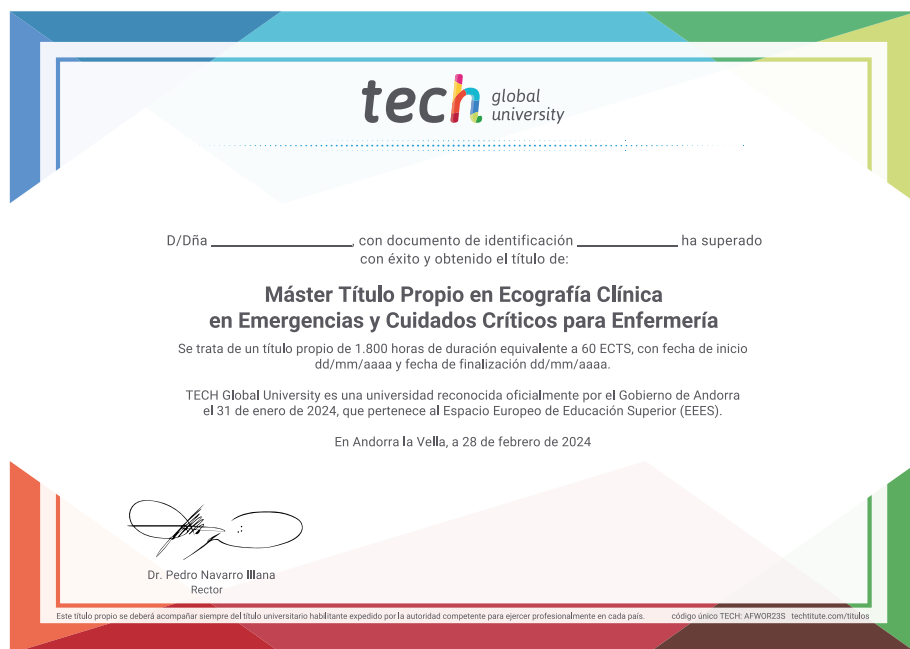 tech global university
D/Dña ____________________, con documento de identificación ______________ ha superado
con éxito y obtenido el título de:
Máster Título Propio en Ecografía Clínica
en Emergencias y Cuidados Críticos para Enfermería
Se trata de un título propio de 1.800 horas de duración equivalente a 60 ECTS, con fecha de inicio
dd/mm/aaaa y fecha de finalización dd/mm/aaaa.
TECH Global University es una universidad reconocida oficialmente por el Gobierno de Andorra
el 31 de enero de 2024, que pertenece al Espacio Europeo de Educación Superior (EEES).
En Andorra la Vella, a 28 de febrero de 2024
Dr. Pedro Navarro Illana
Rector
Este título propio se deberá acompañar siempre del título universitario habilitante expedido por la autoridad competente para ejercer profesionalmente en cada país. código único TECH: AFWOR23S techtitute.com/titulos